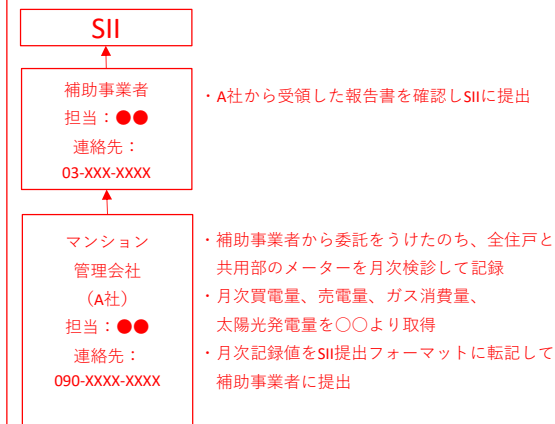 SII
補助事業者
担当：●●
連絡先：
03-XXX-XXXX
・A社から受領した報告書を確認しSIIに提出
マンション
管理会社
（A社）
担当：●●
連絡先：
090-XXXX-XXXX
・補助事業者から委託をうけたのち、全住戸と
共用部のメーターを月次検診して記録
・月次買電量、売電量、ガス消費量、
太陽光発電量を〇〇より取得
・月次記録値をSII提出フォーマットに転記して
補助事業者に提出